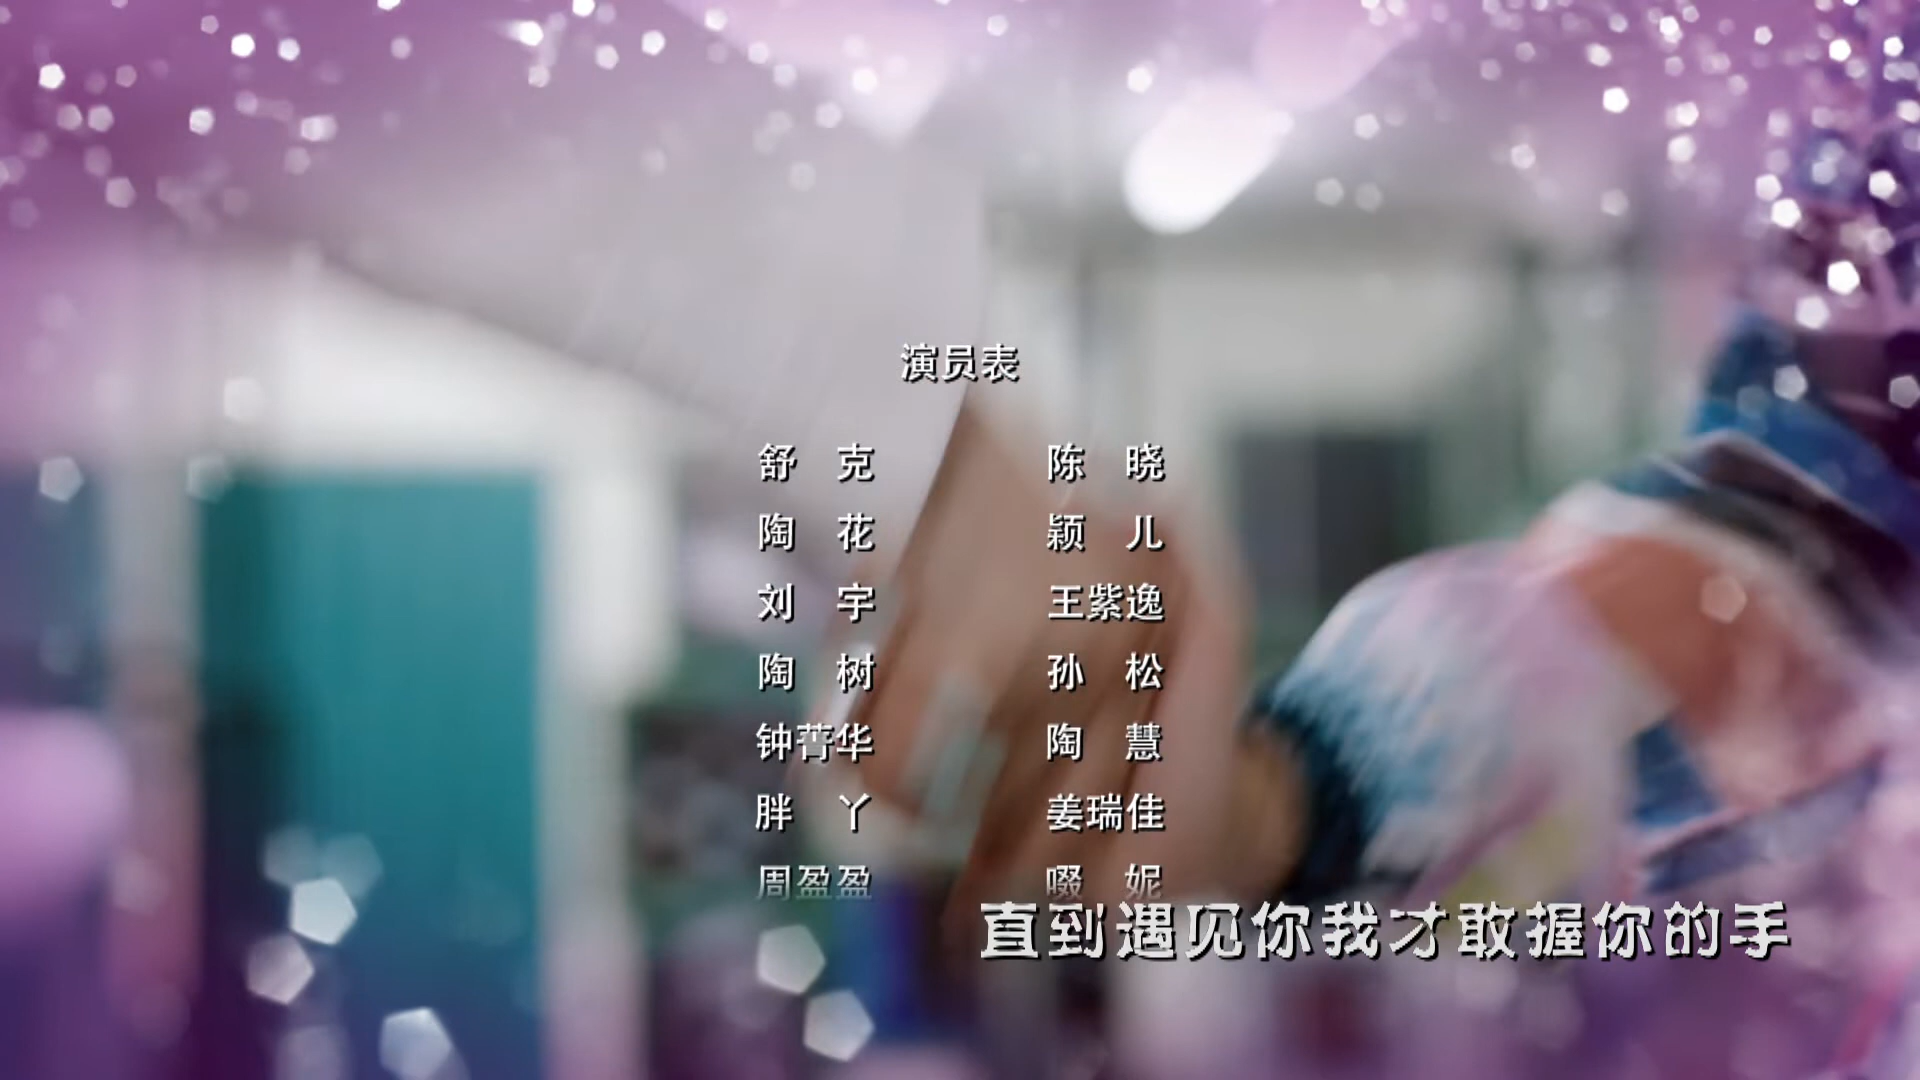 演员表
舒 克 陈 晓
陶 花 颖 儿
刘 宇 王紫逸
陶 树 孙 松
钟菁华 陶 慧
胖 丫 姜瑞佳
周盈盈 啜 妮
直到遇见你我才敢握你的手